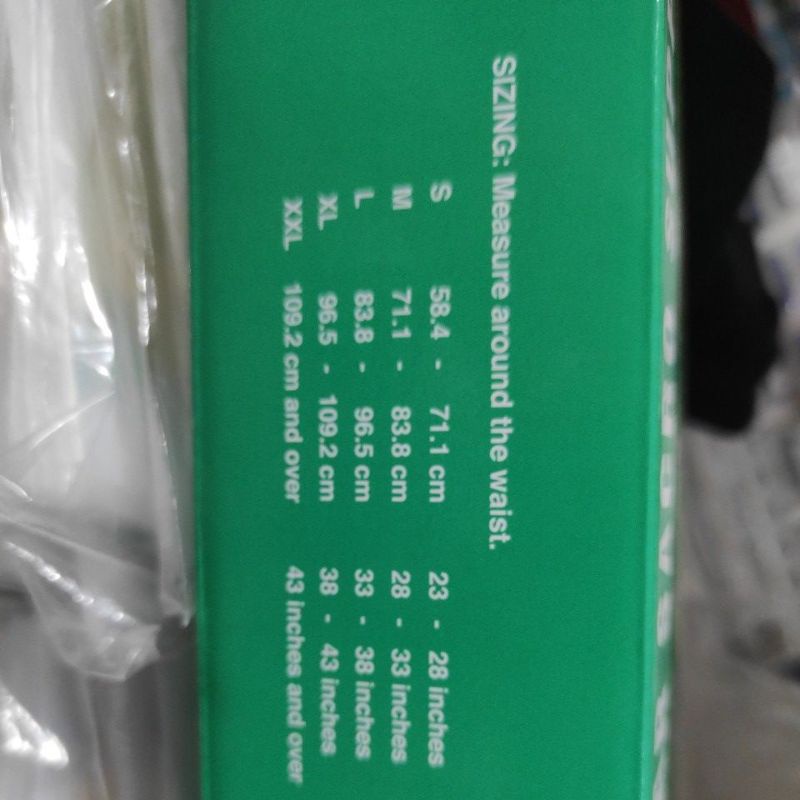 SIZING: Measure around the waist.
S 58.4 - 71.1 cm 23 - 28 inches
M 71.1 - 83.8 cm 28 - 33 inches
L 83.8 - 96.5 cm 33 - 38 inches
XL 96.5 - 109.2 cm 38 - 43 inches
XXL 109.2 cm and over 43 inches and over